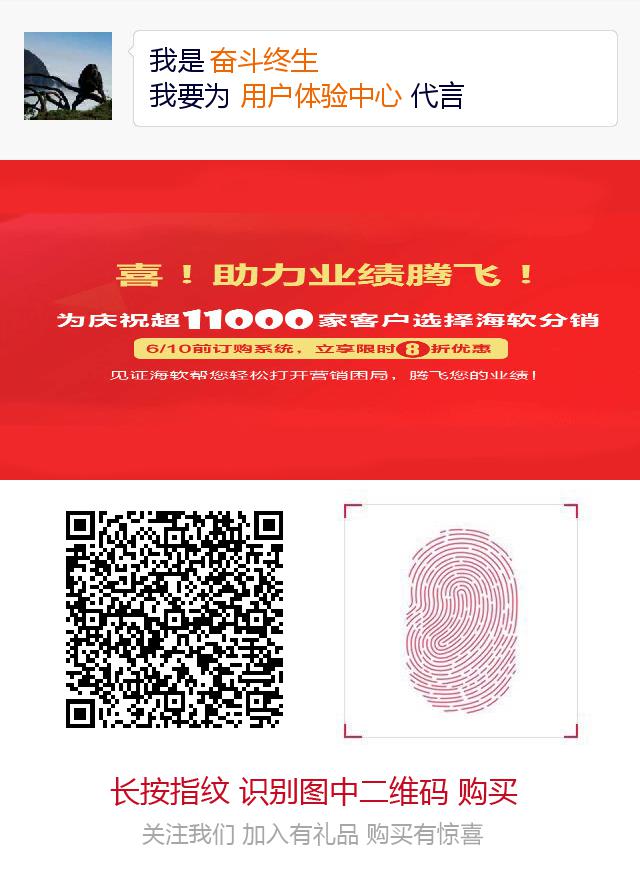 我是 奋斗终生
我要为 用户体验中心 代言
喜！助力业绩腾飞！
为庆祝超11000家客户选择海软分销
6/10前订购系统，立享限时8折优惠
见证海软帮您轻松打开营销困局，腾飞您的业绩！
长按指纹 识别图中二维码 购买
关注我们 加入有礼品 购买有惊喜